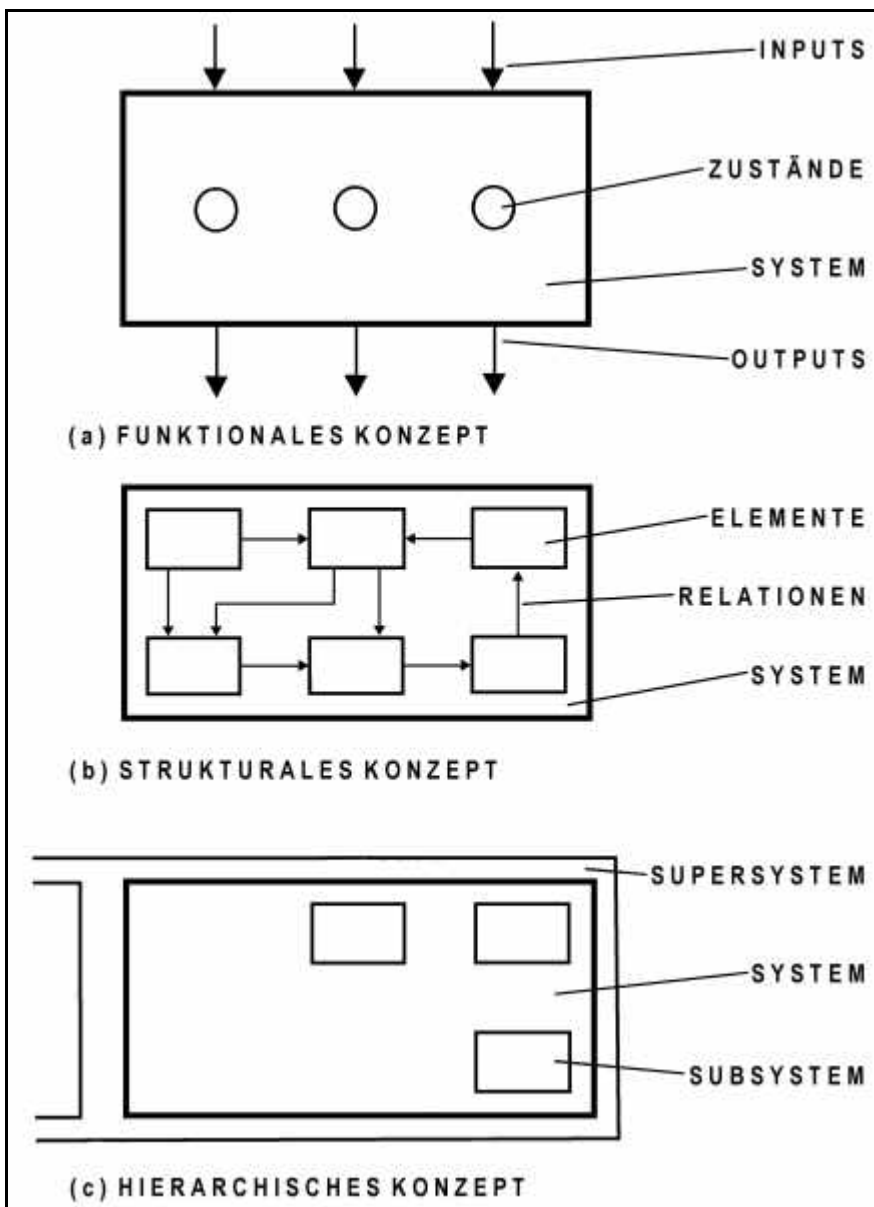 INPUTS
ZUSTÄNDE
SYSTEM
OUTPUTS
(a) FUNKTIONALES KONZEPT
ELEMENTE
RELATIONEN
SYSTEM
(b) STRUKTURALES KONZEPT
SUPERSYSTEM
SYSTEM
SUBSYSTEM
(c) HIERARCHISCHES KONZEPT